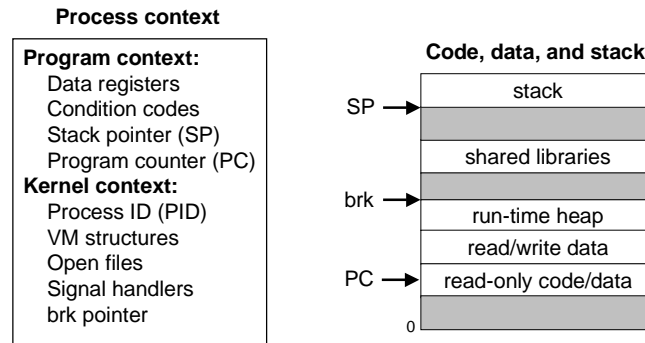 Process context
Program context:
Data registers
Condition codes
Stack pointer (SP)
Program counter (PC)
Kernel context:
Process ID (PID)
VM structures
Open files
Signal handlers
brk pointer
Code, data, and stack
stack
SP
shared libraries
brk
run-time heap
read/write data
PC
read-only code/data
0